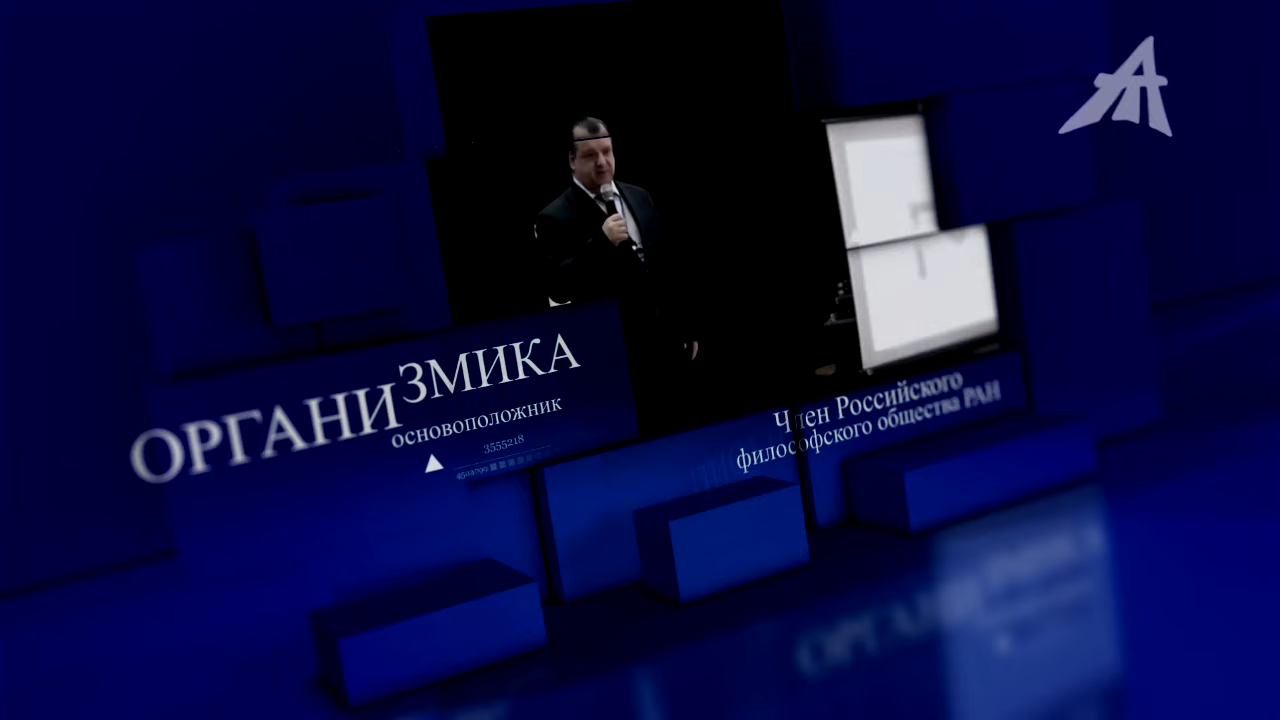 ОРГАНИЗМИКА
основоположник
3555218
Член Российского
философского общества РАН